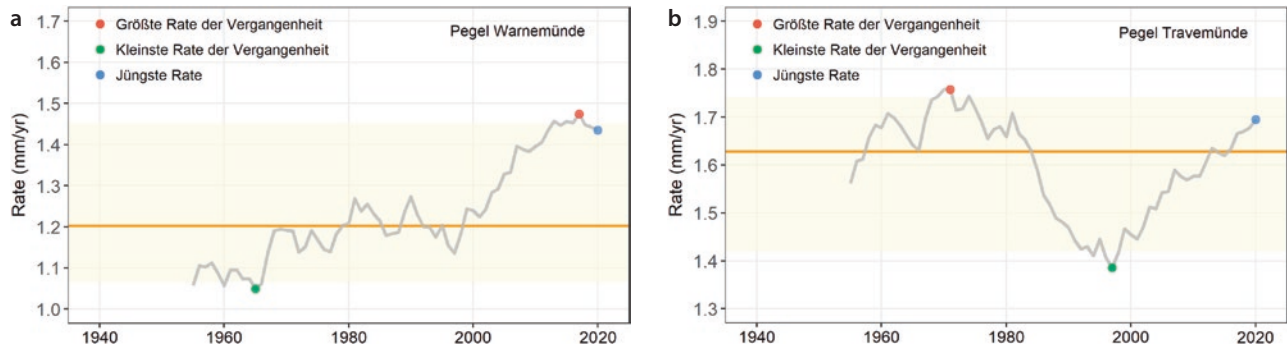 a
Größte Rate der Vergangenheit
Kleinste Rate der Vergangenheit
Jüngste Rate
Pegel Warnemünde
Rate (mm/yr)
1.7
1.6
1.5
1.4
1.3
1.2
1.1
1.0
1940 1960 1980 2000 2020
b
Größte Rate der Vergangenheit
Kleinste Rate der Vergangenheit
Jüngste Rate
Pegel Travemünde
Rate (mm/yr)
1.9
1.8
1.7
1.6
1.5
1.4
1.3
1940 1960 1980 2000 2020